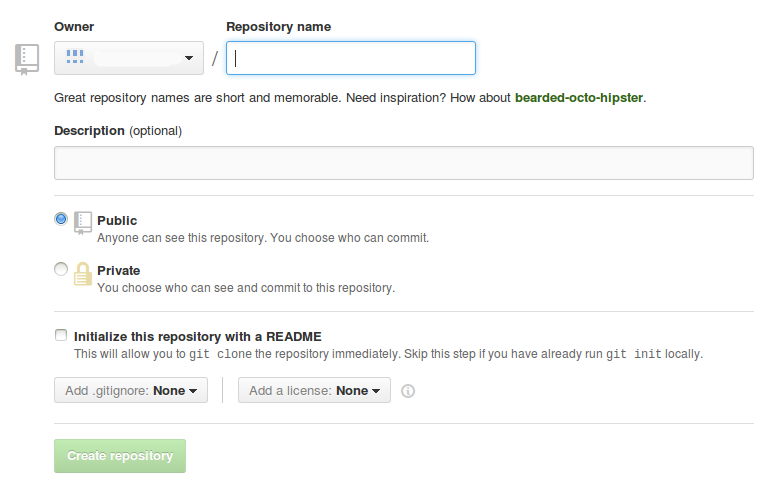 Owner
Repository name
/
Great repository names are short and memorable. Need inspiration? How about bearded-octo-hipster.
Description (optional)
Public
Anyone can see this repository. You choose who can commit.
Private
You choose who can see and commit to this repository.
Initialize this repository with a README
This will allow you to git clone the repository immediately. Skip this step if you have already run git init locally.
Add .gitignore: None
Add a license: None
Create repository